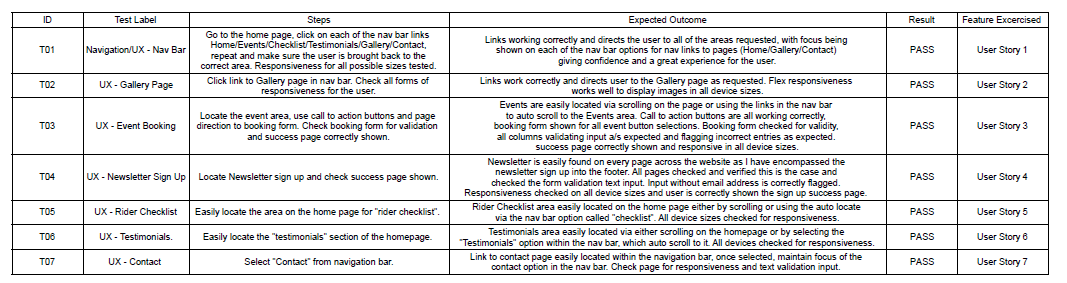 ID Test Label Steps Expected Outcome Result Feature Excercised
T01 Navigation/UX - Nav Bar
Go to the home page, click on each of the nav bar links
Home/Events/Checklist/Testimonials/Gallery/Contact,
repeat and make sure the user is brought back to the
correct area. Responsiveness for all possible sizes tested.
Links working correctly and directs the user to all of the areas requested, with focus being
shown on each of the nav bar options for nav links to pages (Home/Gallery/Contact)
giving confidence and a great experience for the user.
PASS User Story 1
T02 UX - Gallery Page
Click link to Gallery page in nav bar. Check all forms of
responsiveness for the user.
Links work correctly and directs user to the Gallery page as requested. Flex responsiveness
works well to display images in all device sizes.
PASS User Story 2
T03 UX - Event Booking
Locate the event area, use call to action buttons and page
direction to booking form. Check booking form for validation
and success page correctly shown.
Events are easily located via scrolling on the page or using the links in the nav bar
to auto scroll to the Events area. Call to action buttons are all working correctly,
booking form shown for all event button selections. Booking form checked for validity,
all columns validating input a/s expected and flagging incorrect entries as expected.
success page correctly shown and responsive in all device sizes.
PASS User Story 3
T04 UX - Newsletter Sign Up
Locate Newsletter sign up and check success page shown.
Newsletter is easily found on every page across the website as I have encompassed the
newsletter sign up into the footer. All pages checked and verified this is the case and
checked the form validation text input. Input without email address is correctly flagged.
Responsiveness checked on all device sizes and user is correctly shown the sign up success page.
PASS User Story 4
T05 UX - Rider Checklist
Easily locate the area on the home page for "rider checklist".
Rider Checklist area easily located on the home page either by scrolling or using the auto locate
via the nav bar option called "checklist". All device sizes checked for responsiveness.
PASS User Story 5
T06 UX - Testimonials.
Easily locate the "testimonials" section of the homepage.
Testimonials area easily located via either scrolling on the homepage or by selecting the
"Testimonials" option within the nav bar, which auto scroll to it. All devices checked for responsiveness.
PASS User Story 6
T07 UX - Contact
Select "Contact" from navigation bar.
Link to contact page easily located within the navigation bar, once selected, maintain focus of the
contact option in the nav bar. Check page for responsiveness and text validation input.
PASS User Story 7